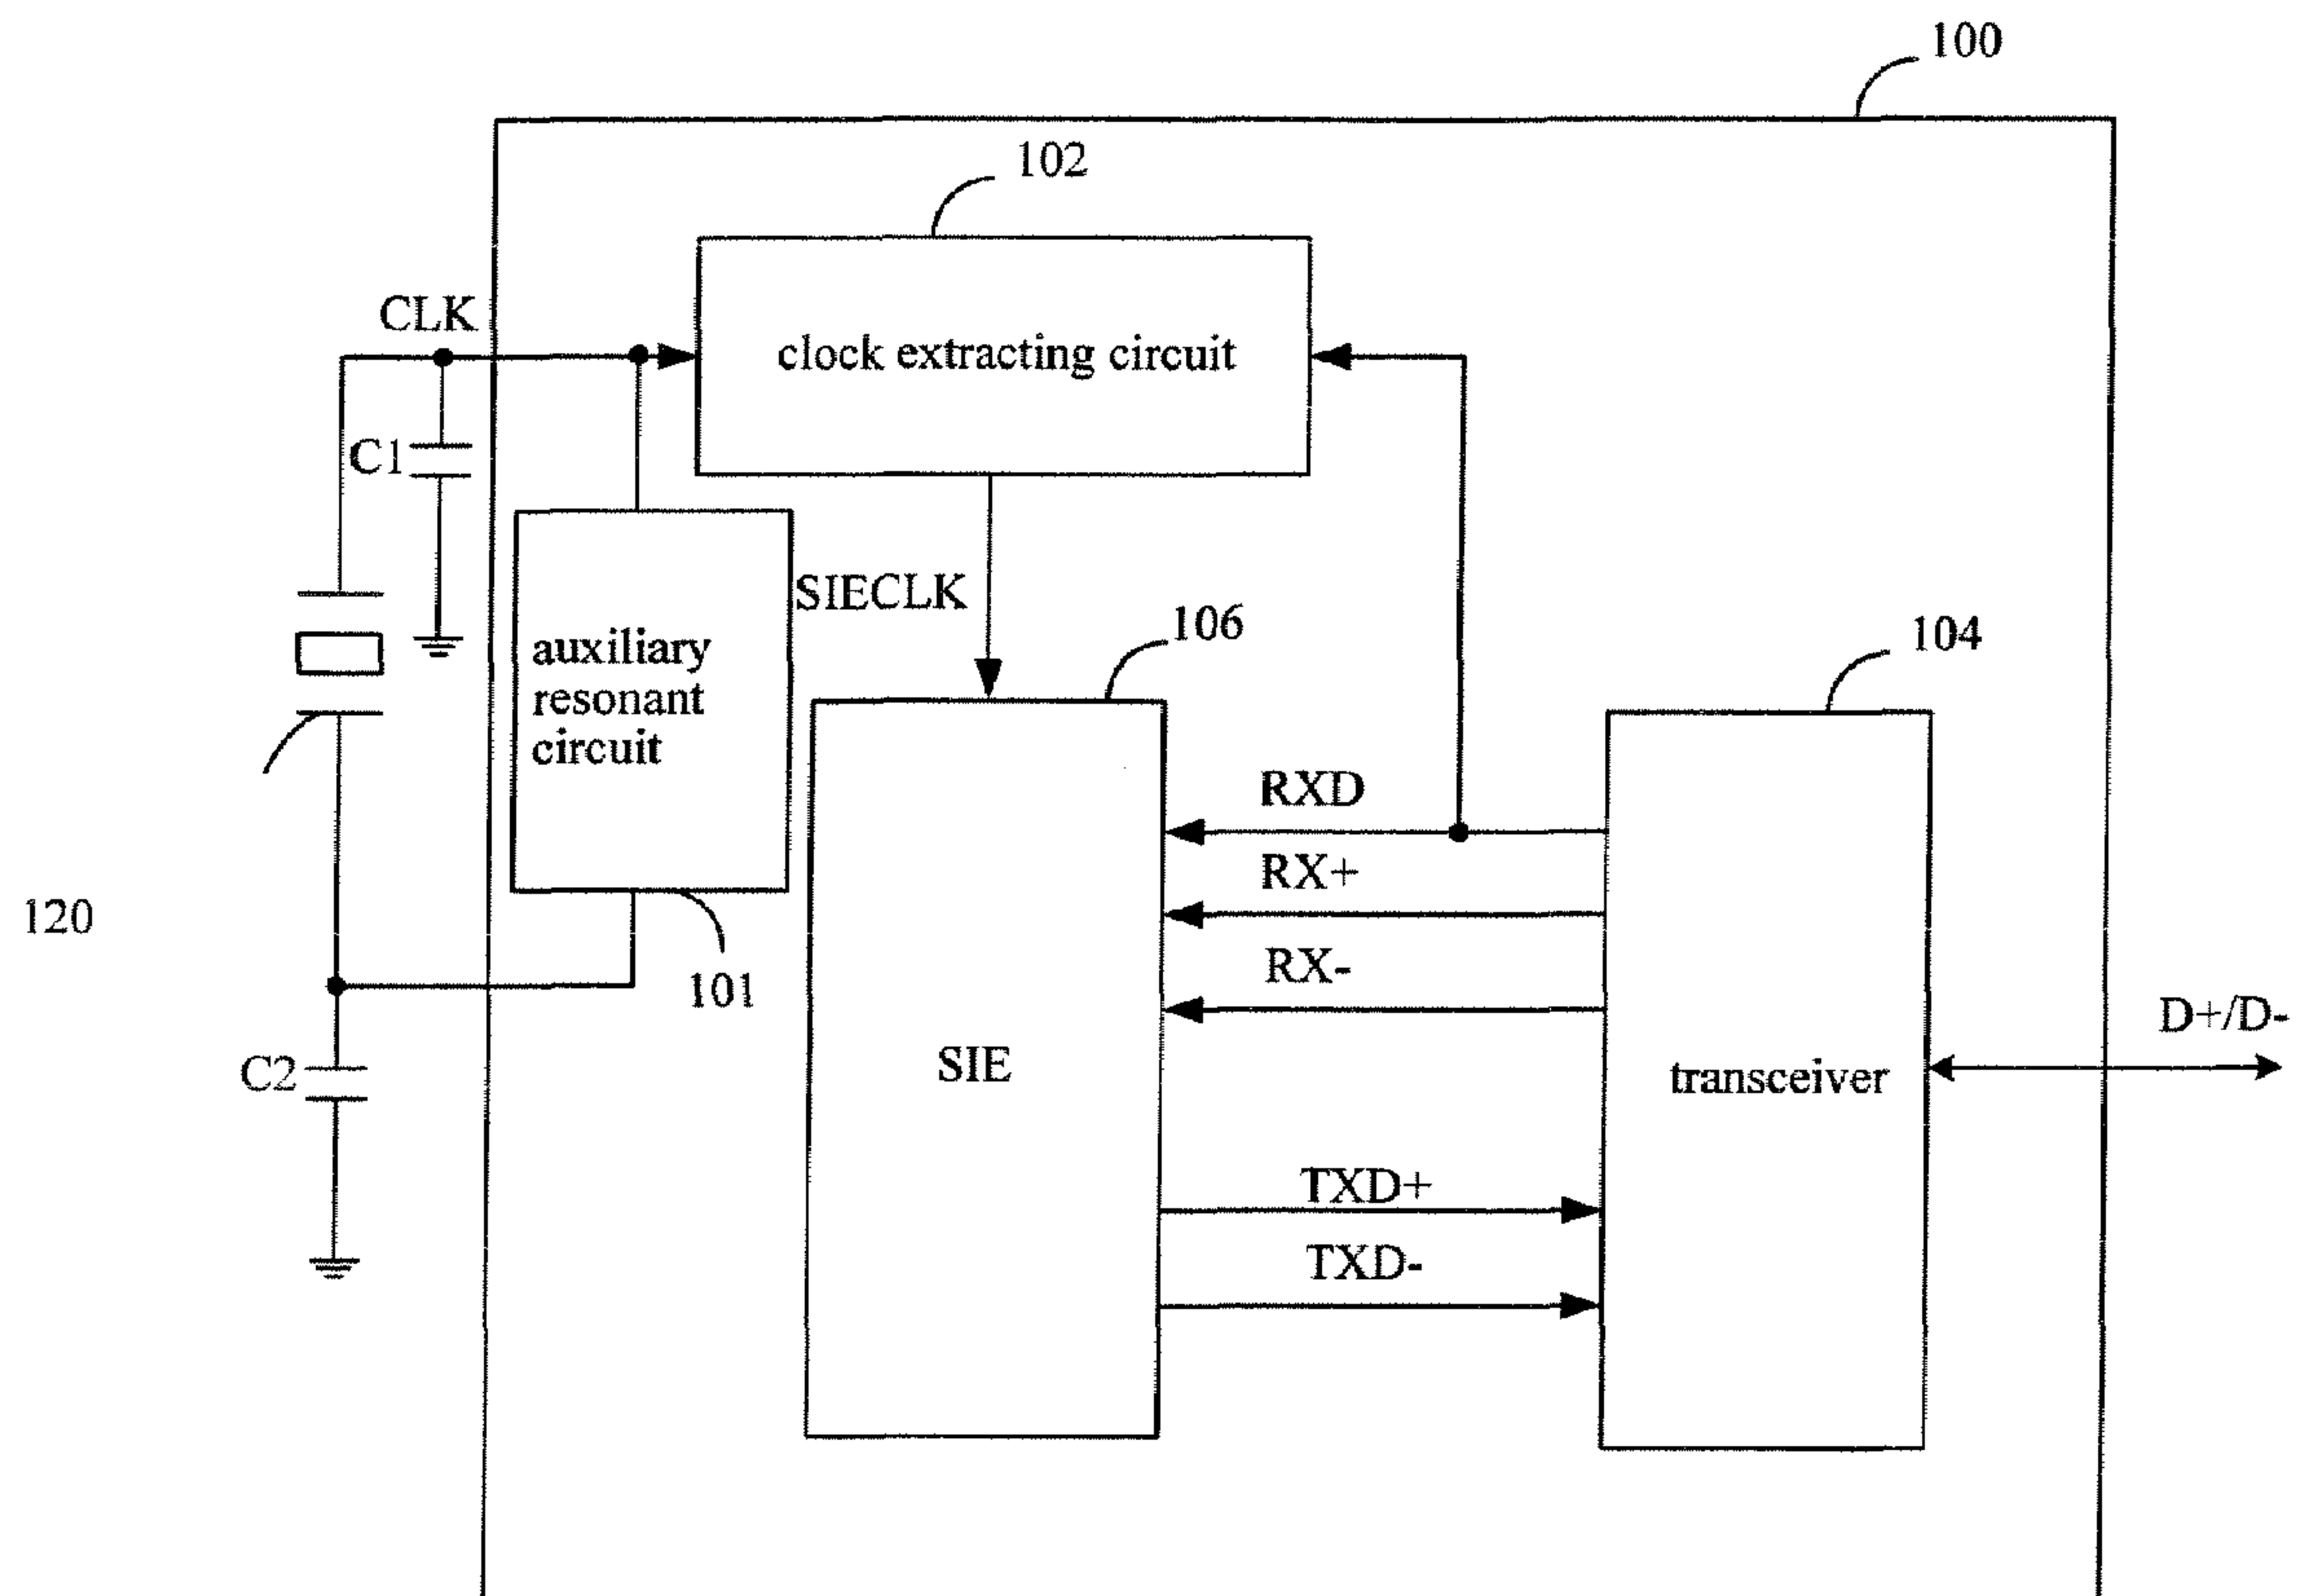 100
102
CLK
clock extracting circuit
C1
SIECLK
106
104
auxiliary
resonant
circuit
RXD
RX+
120
RX-
101
D+/D-
SIE
C2
transceiver
TXD+
TXD-